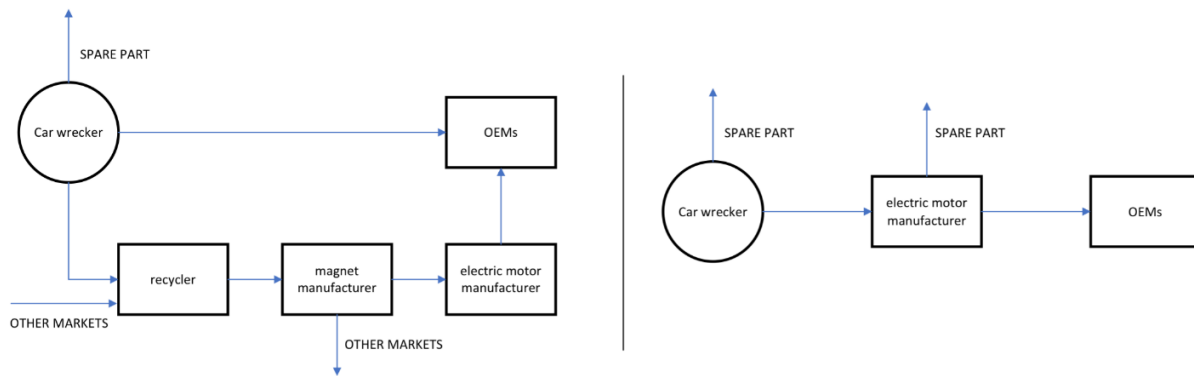 SPARE PART
Car wrecker
OEMs
recycler
magnet
manufacturer
electric motor
manufacturer
OTHER MARKETS
OTHER MARKETS
SPARE PART
SPARE PART
Car wrecker
electric motor
manufacturer
OEMs